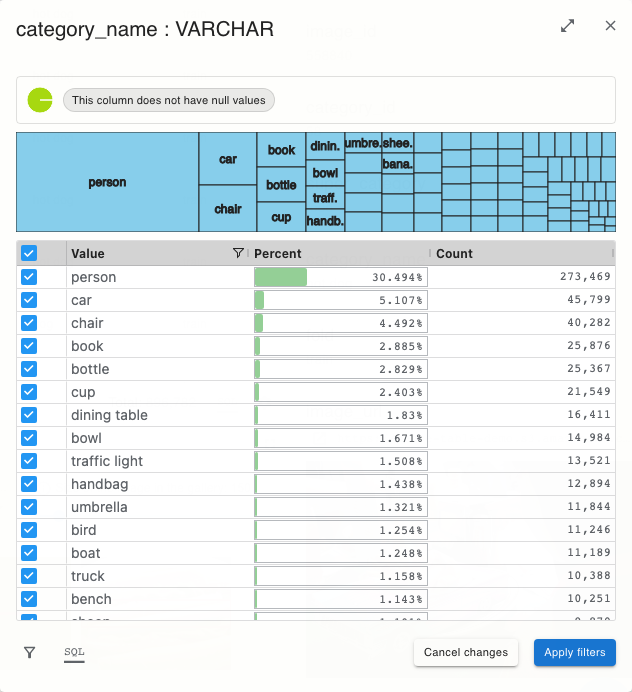 category_name : VARCHAR
This column does not have null values
person
car
chair
book
bottle
cup
dinin.
bowl
traff.
handb.
umbre.
shee.
bana.
Value Percent Count
person 30.494% 273,469
car 5.107% 45,799
chair 4.492% 40,282
book 2.885% 25,876
bottle 2.829% 25,367
cup 2.403% 21,549
dining table 1.83% 16,411
bowl 1.671% 14,984
traffic light 1.508% 13,521
handbag 1.438% 12,894
umbrella 1.321% 11,844
bird 1.254% 11,246
boat 1.248% 11,189
truck 1.158% 10,388
bench 1.143% 10,251
SQL Cancel changes Apply filters